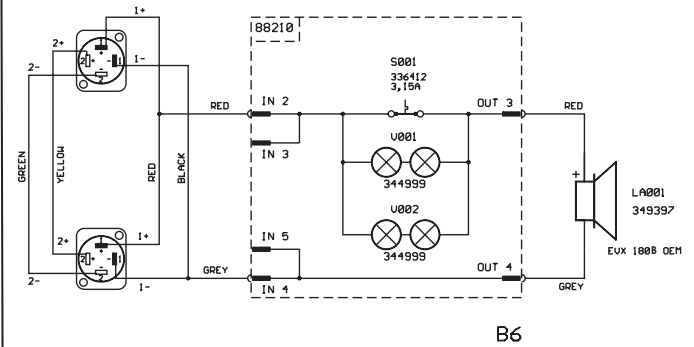 1+
88210
2+
1-
2-
S001
336412
3,15A
RED
IN 2
OUT 3
RED
V001
IN 3
344999
GREEN
YELLOW
RED
BLACK
LA001
349397
V002
1+
2+
IN 5
344999
EVX 180B OEM
GREY
OUT 4
2-
1-
IN 4
GREY
B6